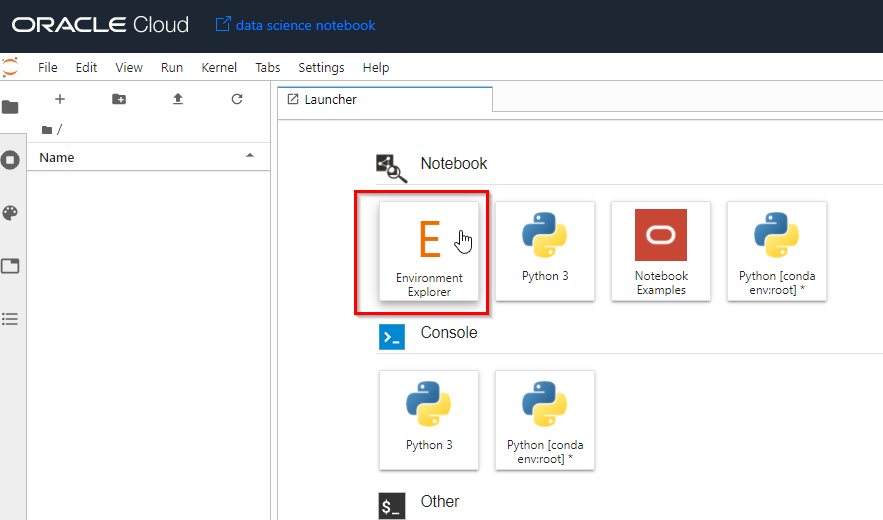 ORACLE Cloud data science notebook
File Edit View Run Kernel Tabs Settings Help
Launcher
/
Name
Notebook
E
Environment
Explorer
Python 3
Notebook
Examples
Python [conda
env:root] *
Console
Python 3
Python [conda
env:root] *
$_ Other